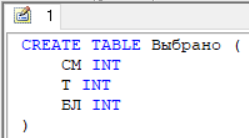 1
CREATE TABLE Выбрано (
СМ INT
Т INT
БЛ INT
)